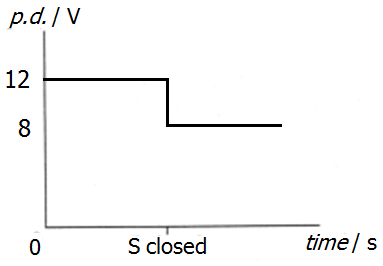 p.d. / V
12
8
0
S closed
time / s